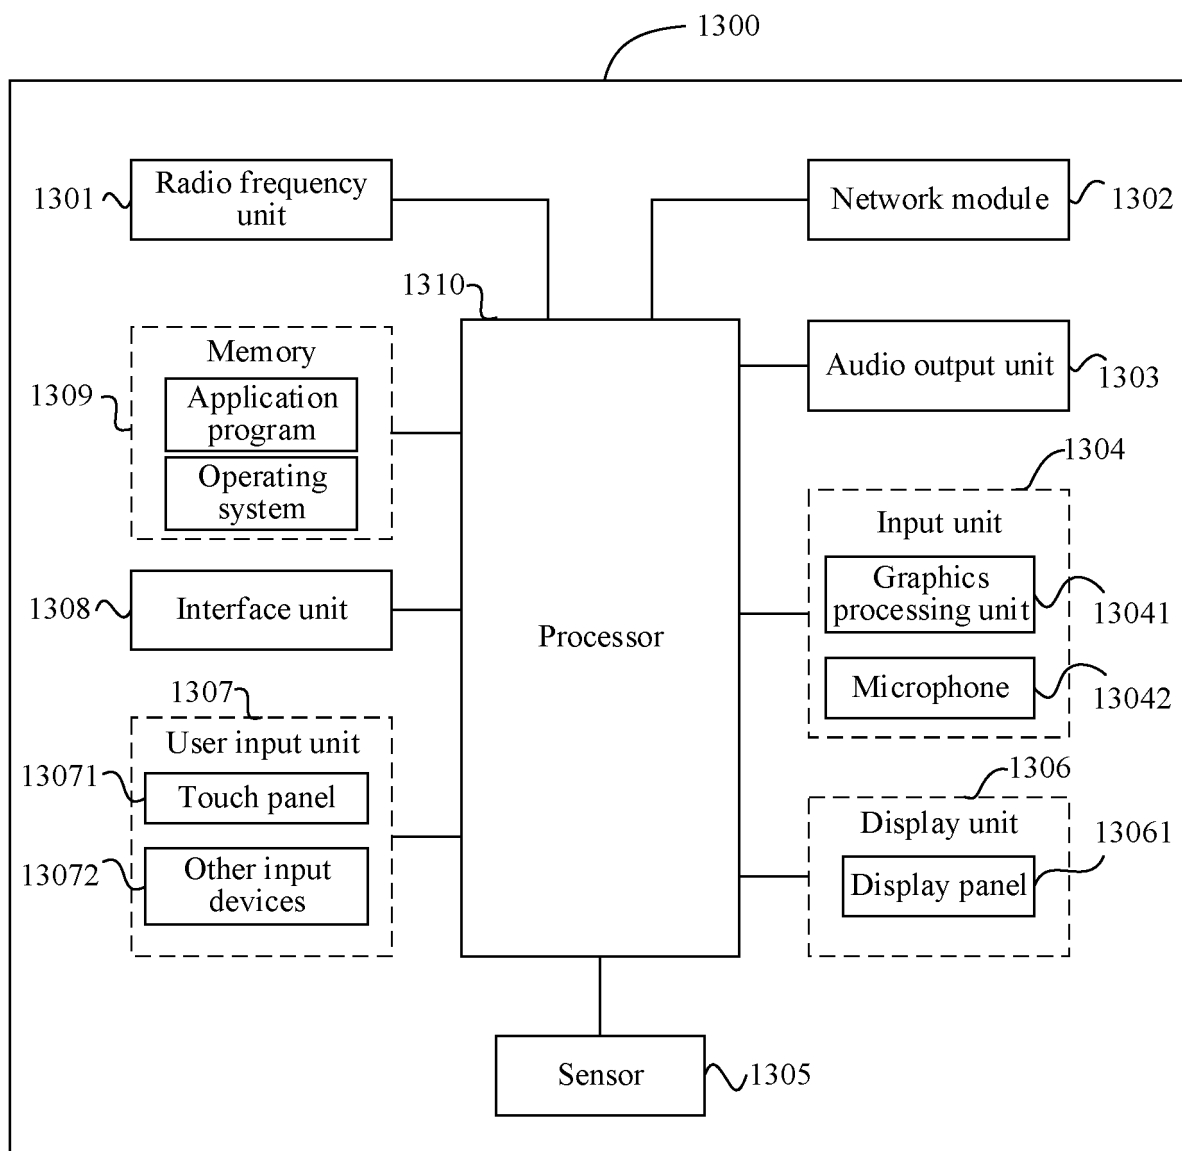 1300
1301
Radio frequency
unit
Network module
1302
1310
Memory
1309
Application
program
Operating
system
Audio output unit
1303
1304
Input unit
Graphics
processing unit
13041
Microphone
13042
1308
Interface unit
Processor
1307
User input unit
13071
Touch panel
13072
Other input
devices
1306
Display unit
13061
Display panel
Sensor
1305